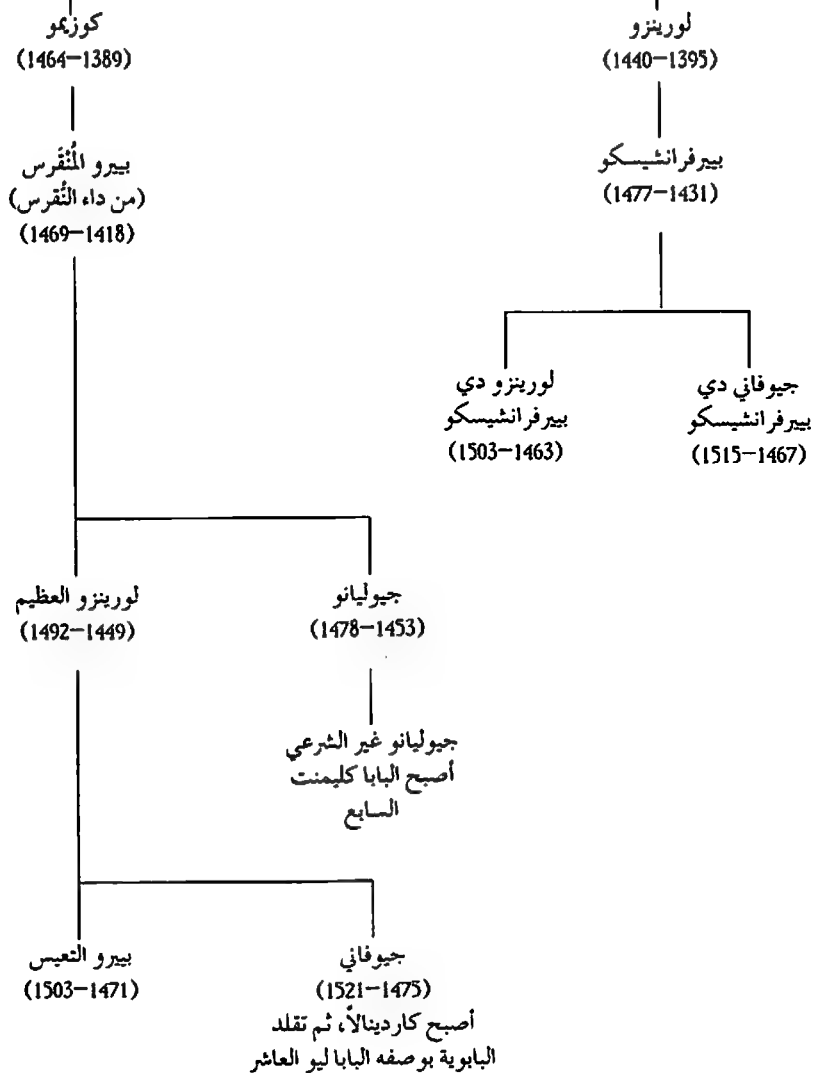 لورينزو
(1440–1395)
كوزيمو
(1464–1389)
بييرفرانشيسكو
(1477–1431)
بييرو المُنْقَرس
(من داء النُّقرس)
(1469–1418)
جيوفاني دي
بييرفرانشيسكو
(1515–1467)
لورينزو دي
بييرفرانشيسكو
(1503–1463)
جيوليانو
(1478–1453)
لورينزو العظيم
(1492–1449)
جيوليانو غير الشرعي
أصبح البابا كليمنت
السابع
جيوفاني
(1521–1475)
أصبح كاردينالاً، ثم تقلد
البابوية بوصفه البابا ليو العاشر
بييرو التعيس
(1503–1471)